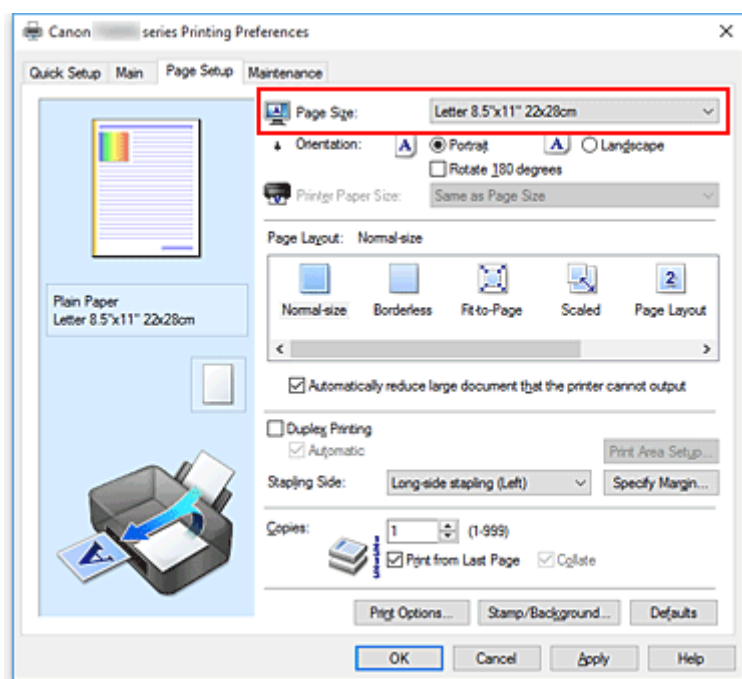 Canon series Printing Preferences
Quick Setup Main Page Setup Maintenance
Page Size: Letter 8.5"x11" 22x28cm
Orientation: A Portrait A Landscape
Rotate 180 degrees
Printer Paper Size: Same as Page Size
Page Layout: Normal-size
2
Normal-size Borderless Fit-to-Page Scaled Page Layout
Plain Paper
Letter 8.5"x11" 22x28cm
Automatically reduce large document that the printer cannot output
Duplex Printing
Automatic
Print Area Setup...
Stapling Side: Long-side stapling (Left) Specify Margin...
Copies: 1 (1-999)
Print from Last Page Collate
A
Print Options... Stamp/Background... Defaults
OK Cancel Apply Help